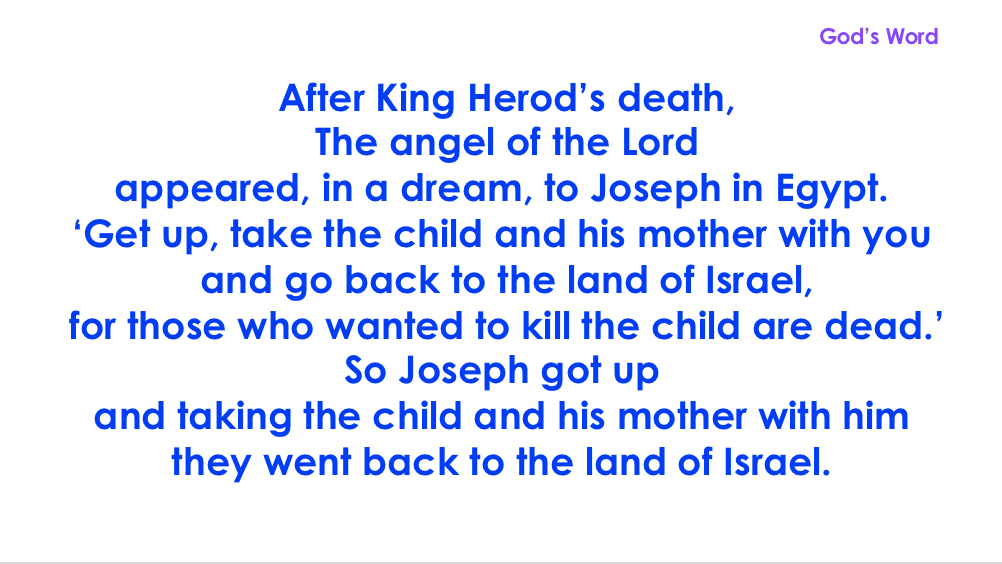 God’s Word
After King Herod’s death,
The angel of the Lord
appeared, in a dream, to Joseph in Egypt.
‘Get up, take the child and his mother with you
and go back to the land of Israel,
for those who wanted to kill the child are dead.’
So Joseph got up
and taking the child and his mother with him
they went back to the land of Israel.